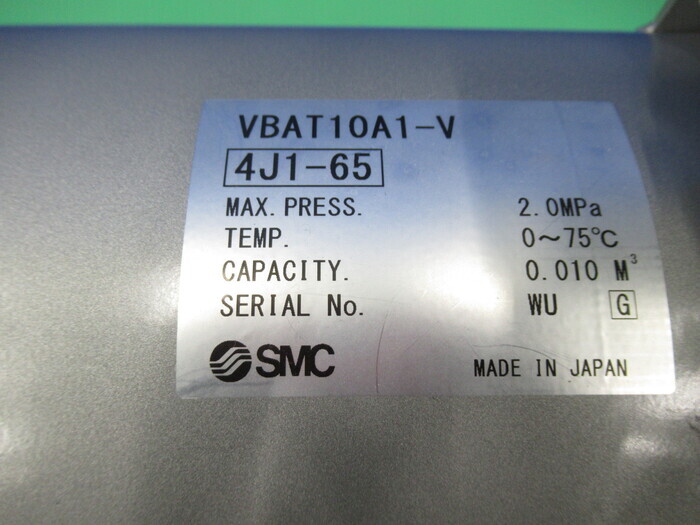 VBAT10A1-V
4J1-65
MAX. PRESS. 2.0MPa
TEMP. 0～75℃
CAPACITY. 0.010 M³
SERIAL No. WU G
SMC MADE IN JAPAN